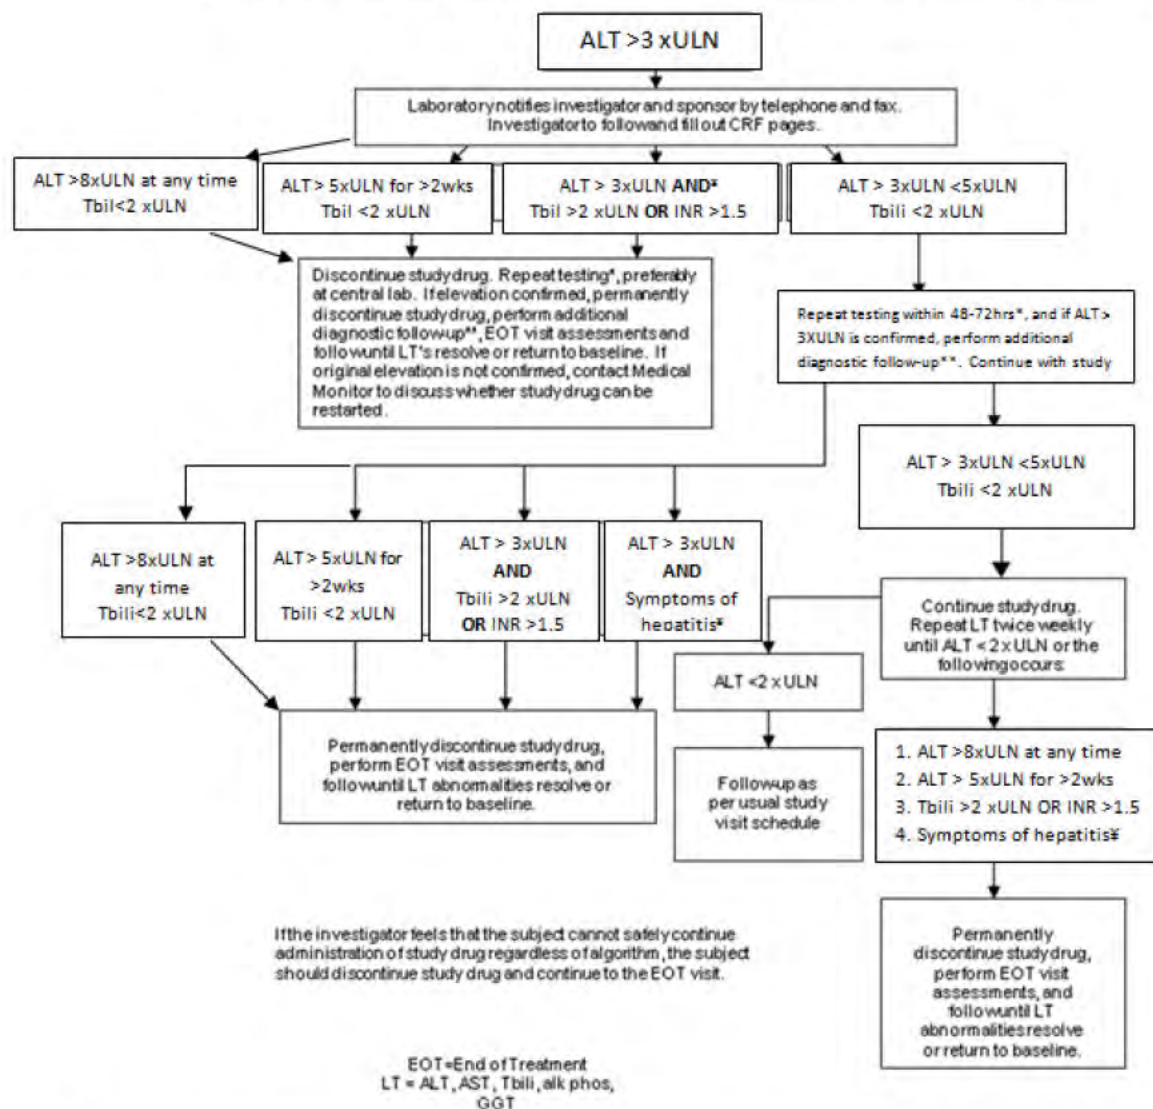 ALT >3 xULN
Laboratory notifies investigator and sponsor by telephone and fax.
Investigator to follow and fill out CRF pages.
ALT >8xULN at any time
Tbil<2 xULN
ALT > 5xULN for >2wks
Tbil <2 xULN
ALT > 3xULN AND¥
Tbil >2 xULN OR INR >1.5
ALT > 3xULN <5xULN
Tbili <2 xULN
Discontinue study drug. Repeat testing*, preferably
at central lab. If elevation confirmed, permanently
discontinue study drug, perform additional
diagnostic follow-up**, EOT visit assessments and
follow until LT's resolve or return to baseline. If
original elevation is not confirmed, contact Medical
Monitor to discuss whether study drug can be
restarted.
Repeat testing within 48-72hrs*, and if ALT >
3XULN is confirmed, perform additional
diagnostic follow-up**. Continue with study
ALT > 3xULN <5xULN
Tbili <2 xULN
ALT >8xULN at
any time
Tbili<2 xULN
ALT > 5xULN for
>2wks
Tbili <2 xULN
ALT > 3xULN
AND
Tbili >2 xULN
OR INR >1.5
ALT > 3xULN
AND
Symptoms of
hepatitis¥
Continue study drug.
Repeat LT twice weekly
until ALT < 2 x ULN or the
following occurs:
ALT <2 x ULN
Permanently discontinue study drug,
perform EOT visit assessments, and
follow until LT abnormalities resolve or
return to baseline.
Follow-up as
per usual study
visit schedule
1. ALT >8xULN at any time
2. ALT > 5xULN for >2wks
3. Tbili >2 xULN OR INR >1.5
4. Symptoms of hepatitis¥
Permanently
discontinue study drug,
perform EOT visit
assessments, and
follow until LT
abnormalities resolve
or return to baseline.
If the investigator feels that the subject cannot safely continue
administration of study drug regardless of algorithm, the subject
should discontinue study drug and continue to the EOT visit.
EOT=End of Treatment
LT = ALT, AST, Tbili, alk phos,
GGT